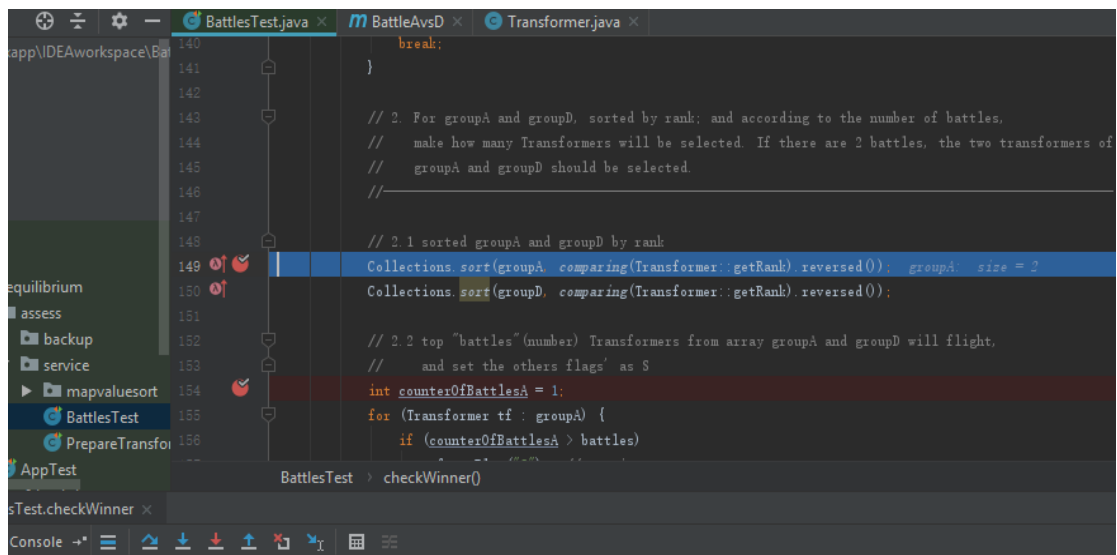 BattlesTest.java
BattleAvsD
Transformer.java
:app\IDEAworkspace\Bat
140 break;
141 }
142
143 // 2. For groupA and groupD, sorted by rank; and according to the number of battles,
144 // make how many Transformers will be selected. If there are 2 battles, the two transformers of
145 // groupA and groupD should be selected.
146 //
147
148 // 2.1 sorted groupA and groupD by rank
149 Collections.sort(groupA, comparing(Transformer::getRank).reversed()); groupA: size = 2
150 Collections.sort(groupD, comparing(Transformer::getRank).reversed());
151
152 // 2.2 top "battles"(number) Transformers from array groupA and groupD will flight,
153 // and set the others flags' as S
154 int counterOfBattlesA = 1;
155 for (Transformer tf : groupA) {
156 if (counterOfBattlesA > battles)
equilibrium
assess
backup
service
mapvaluesort
BattlesTest
PrepareTransfor
AppTest
BattlesTest > checkWinner()
sTest.checkWinner
Console